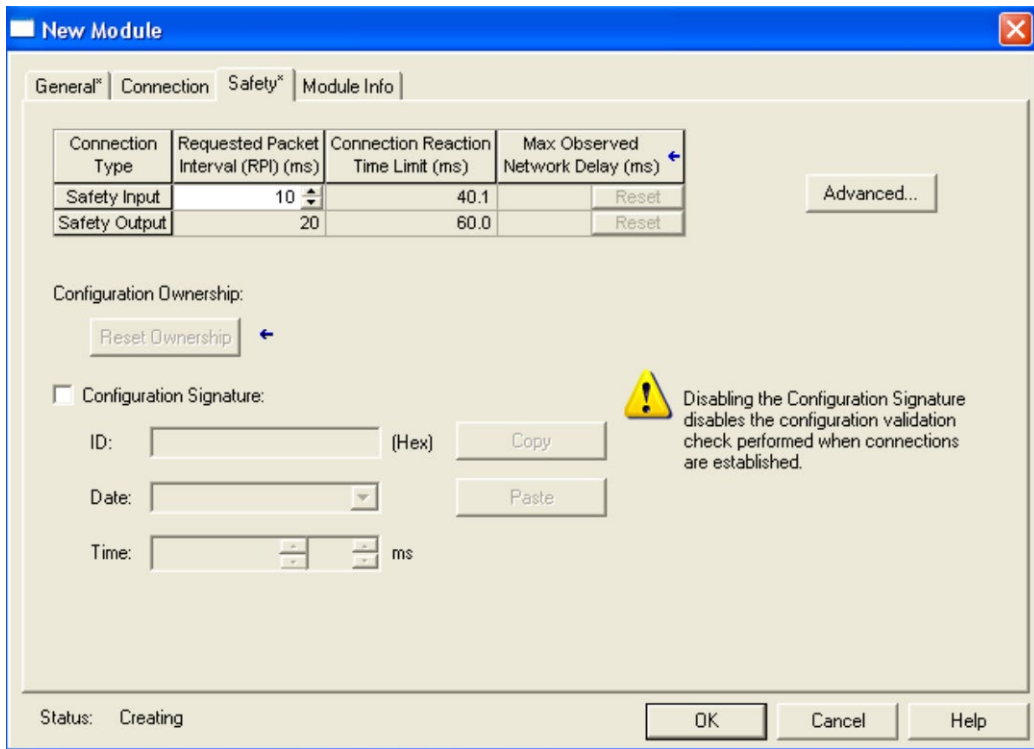 New Module
General* Connection Safety* Module Info
Connection Type Requested Packet Interval (RPI) (ms) Connection Reaction Time Limit (ms) Max Observed Network Delay (ms)
Safety Input 10 40.1 Reset
Safety Output 20 60.0 Reset
Advanced...
Configuration Ownership:
Reset Ownership
Configuration Signature:
ID: (Hex) Copy
Date: Paste
Time: ms
Disabling the Configuration Signature
disables the configuration validation
check performed when connections
are established.
Status: Creating
OK Cancel Help